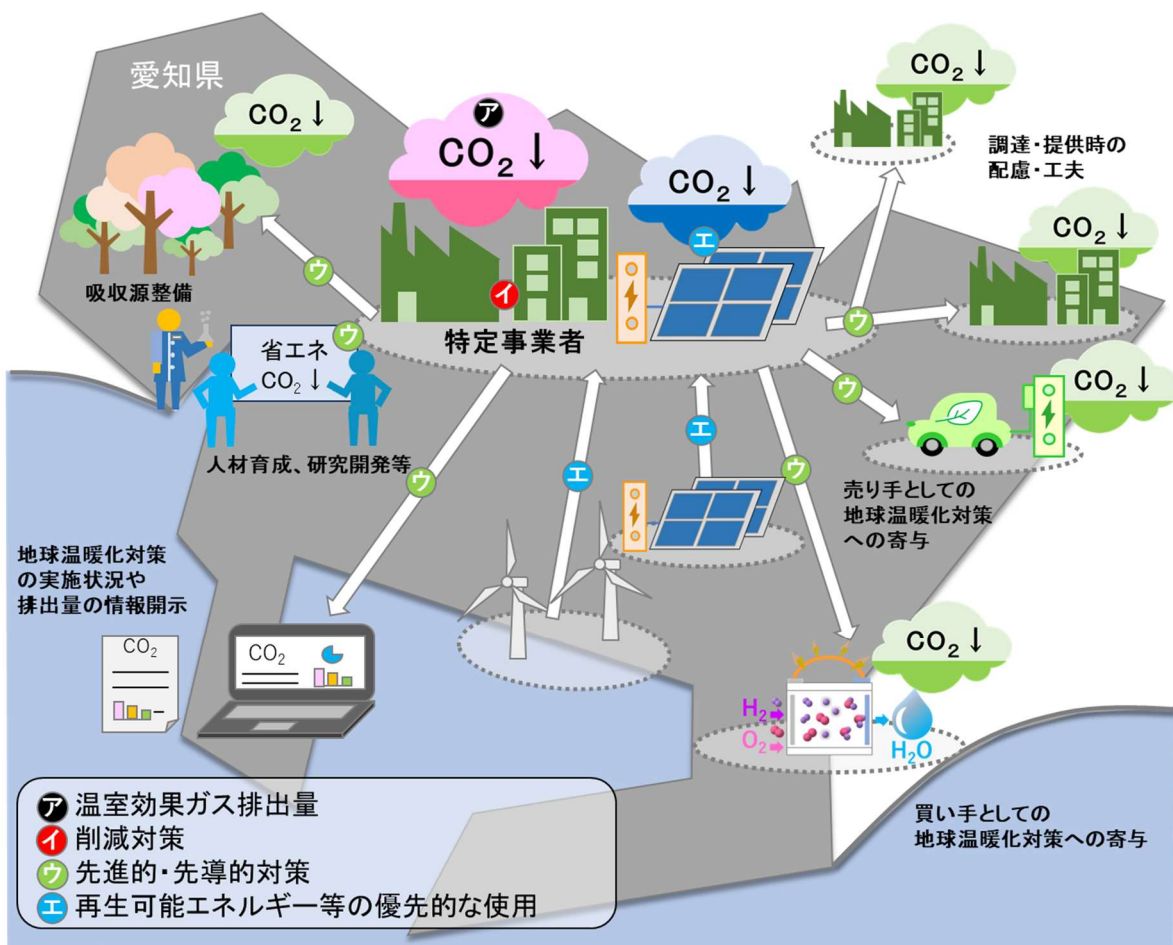 愛知県
CO₂↓
ア
CO₂↓
CO₂↓
CO₂↓
調達・提供時の
配慮・工夫
CO₂↓
エ
イ
特定事業者
ウ
吸収源整備
ウ
省エネ
CO₂↓
人材育成、研究開発等
ウ
ウ
CO₂↓
エ
ウ
エ
ウ
売り手としての
地球温暖化対策
への寄与
地球温暖化対策
の実施状況や
排出量の情報開示
CO₂
CO₂
CO₂↓
H₂
O₂
H₂O
買い手としての
地球温暖化対策への寄与
ア 温室効果ガス排出量
イ 削減対策
ウ 先進的・先導的対策
エ 再生可能エネルギー等の優先的な使用